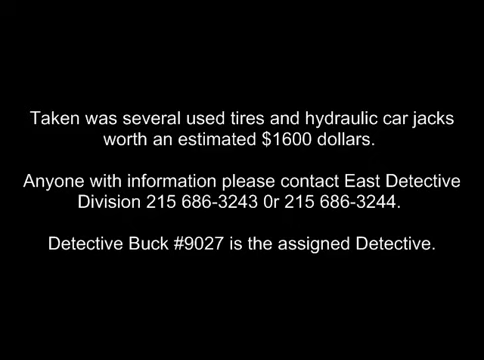 Taken was several used tires and hydraulic car jacks
worth an estimated $1600 dollars.
Anyone with information please contact East Detective
Division 215 686-3243 0r 215 686-3244.
Detective Buck #9027 is the assigned Detective.